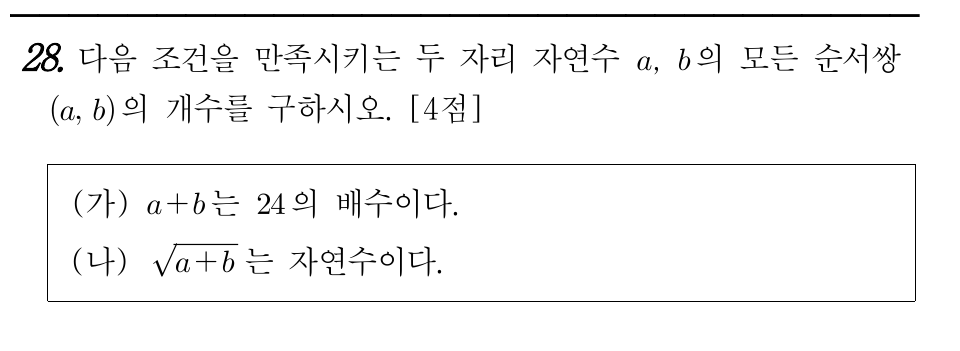 28. 다음 조건을 만족시키는 두 자리 자연수 a, b의 모든 순서쌍
(a, b)의 개수를 구하시오. [4점]
(가) a+b는 24의 배수이다.
(나) √(a+b) 는 자연수이다.